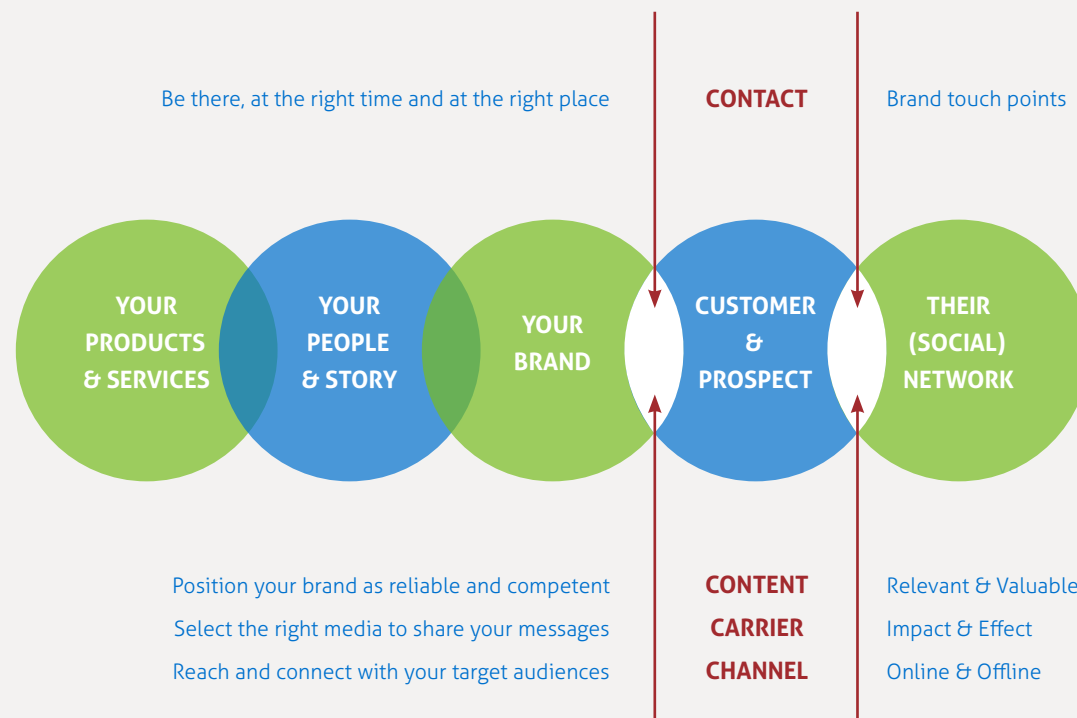 Be there, at the right time and at the right place
CONTACT
Brand touch points
YOUR
PRODUCTS
& SERVICES
YOUR
PEOPLE
& STORY
YOUR
BRAND
CUSTOMER
&
PROSPECT
THEIR
(SOCIAL)
NETWORK
Position your brand as reliable and competent
CONTENT
Relevant & Valuable
Select the right media to share your messages
CARRIER
Impact & Effect
Reach and connect with your target audiences
CHANNEL
Online & Offline